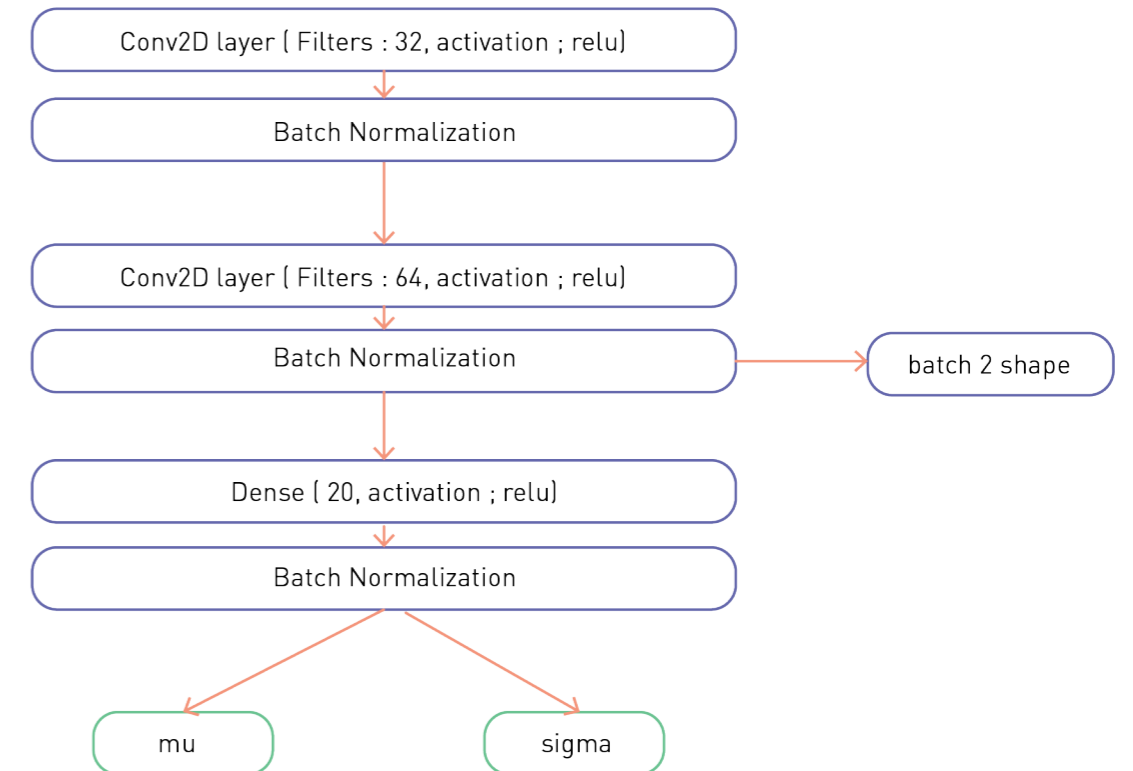 Conv2D layer ( Filters : 32, activation ; relu)
Batch Normalization
Conv2D layer ( Filters : 64, activation ; relu)
Batch Normalization
batch 2 shape
Dense ( 20, activation ; relu)
Batch Normalization
mu
sigma